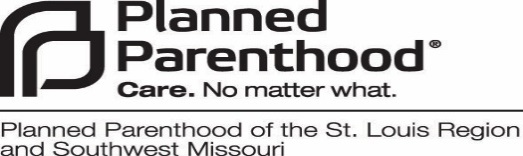 Planned
Parenthood®
Care. No matter what.
Planned Parenthood of the St. Louis Region
and Southwest Missouri